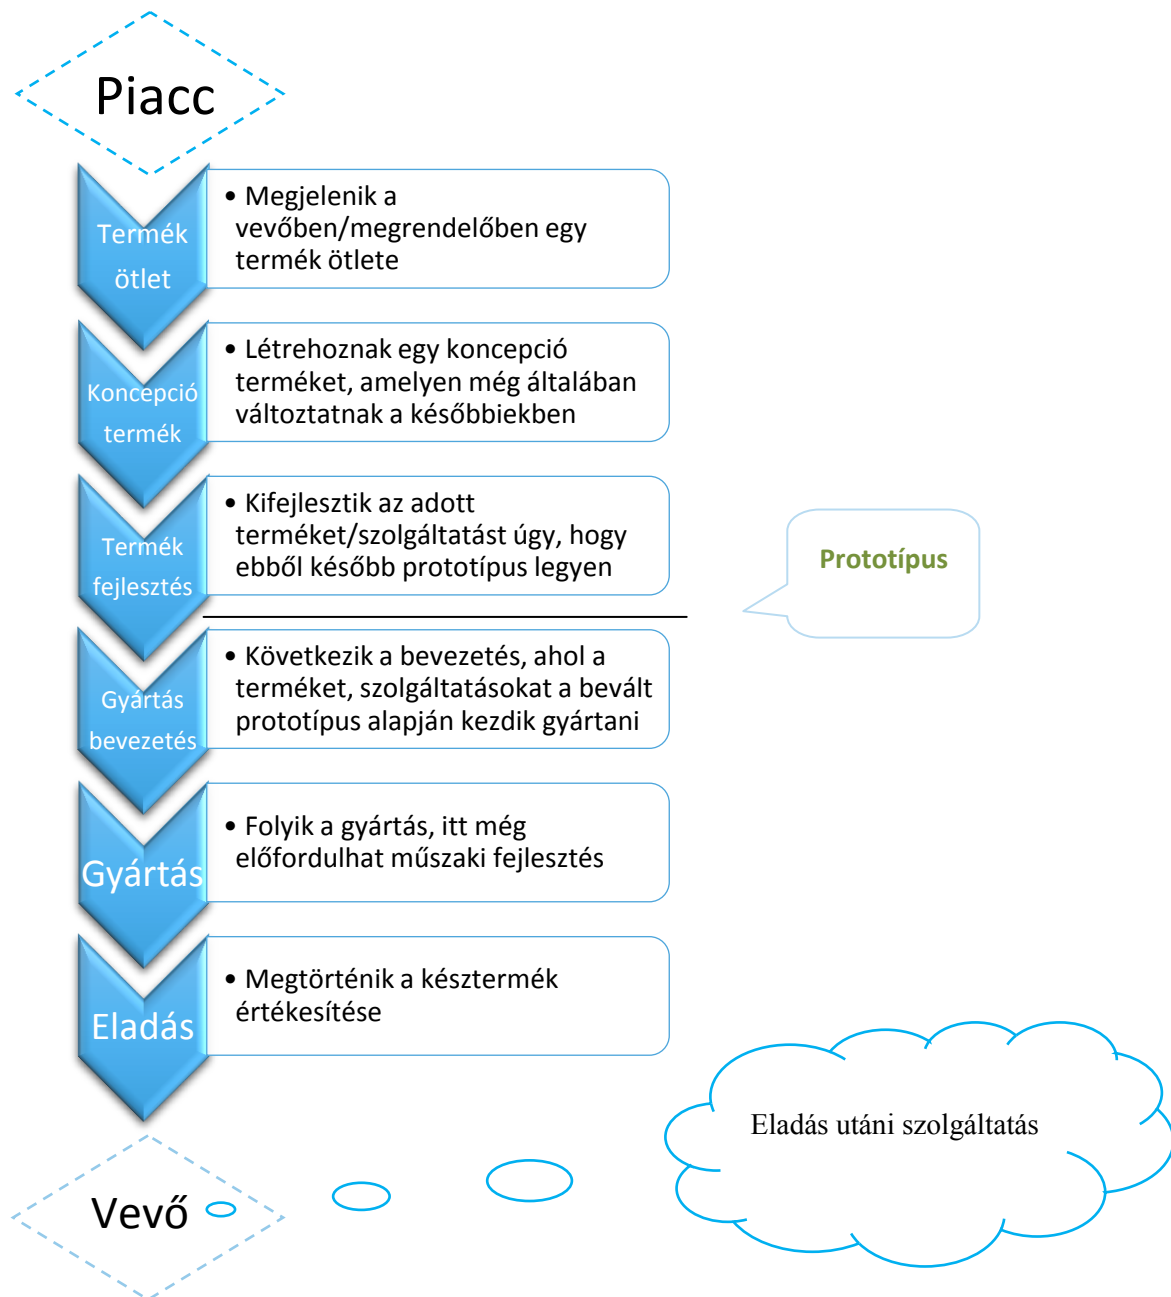 Piacc
Termék
ötlet
• Megjelenik a
vevőben/megrendelőben egy
termék ötlete
Koncepció
termék
• Létrehoznak egy koncepció
terméket, amelyen még általában
változtatnak a későbbiekben
Termék
fejlesztés
• Kifejlesztik az adott
terméket/szolgáltatást úgy, hogy
ebből később prototípus legyen
Prototípus
Gyártás
bevezetés
• Következik a bevezetés, ahol a
terméket, szolgáltatásokat a bevált
prototípus alapján kezdik gyártani
Gyártás
• Folyik a gyártás, itt még
előfordulhat műszaki fejlesztés
Eladás
• Megtörténik a késztermék
értékesítése
Eladás utáni szolgáltatás
Vevő